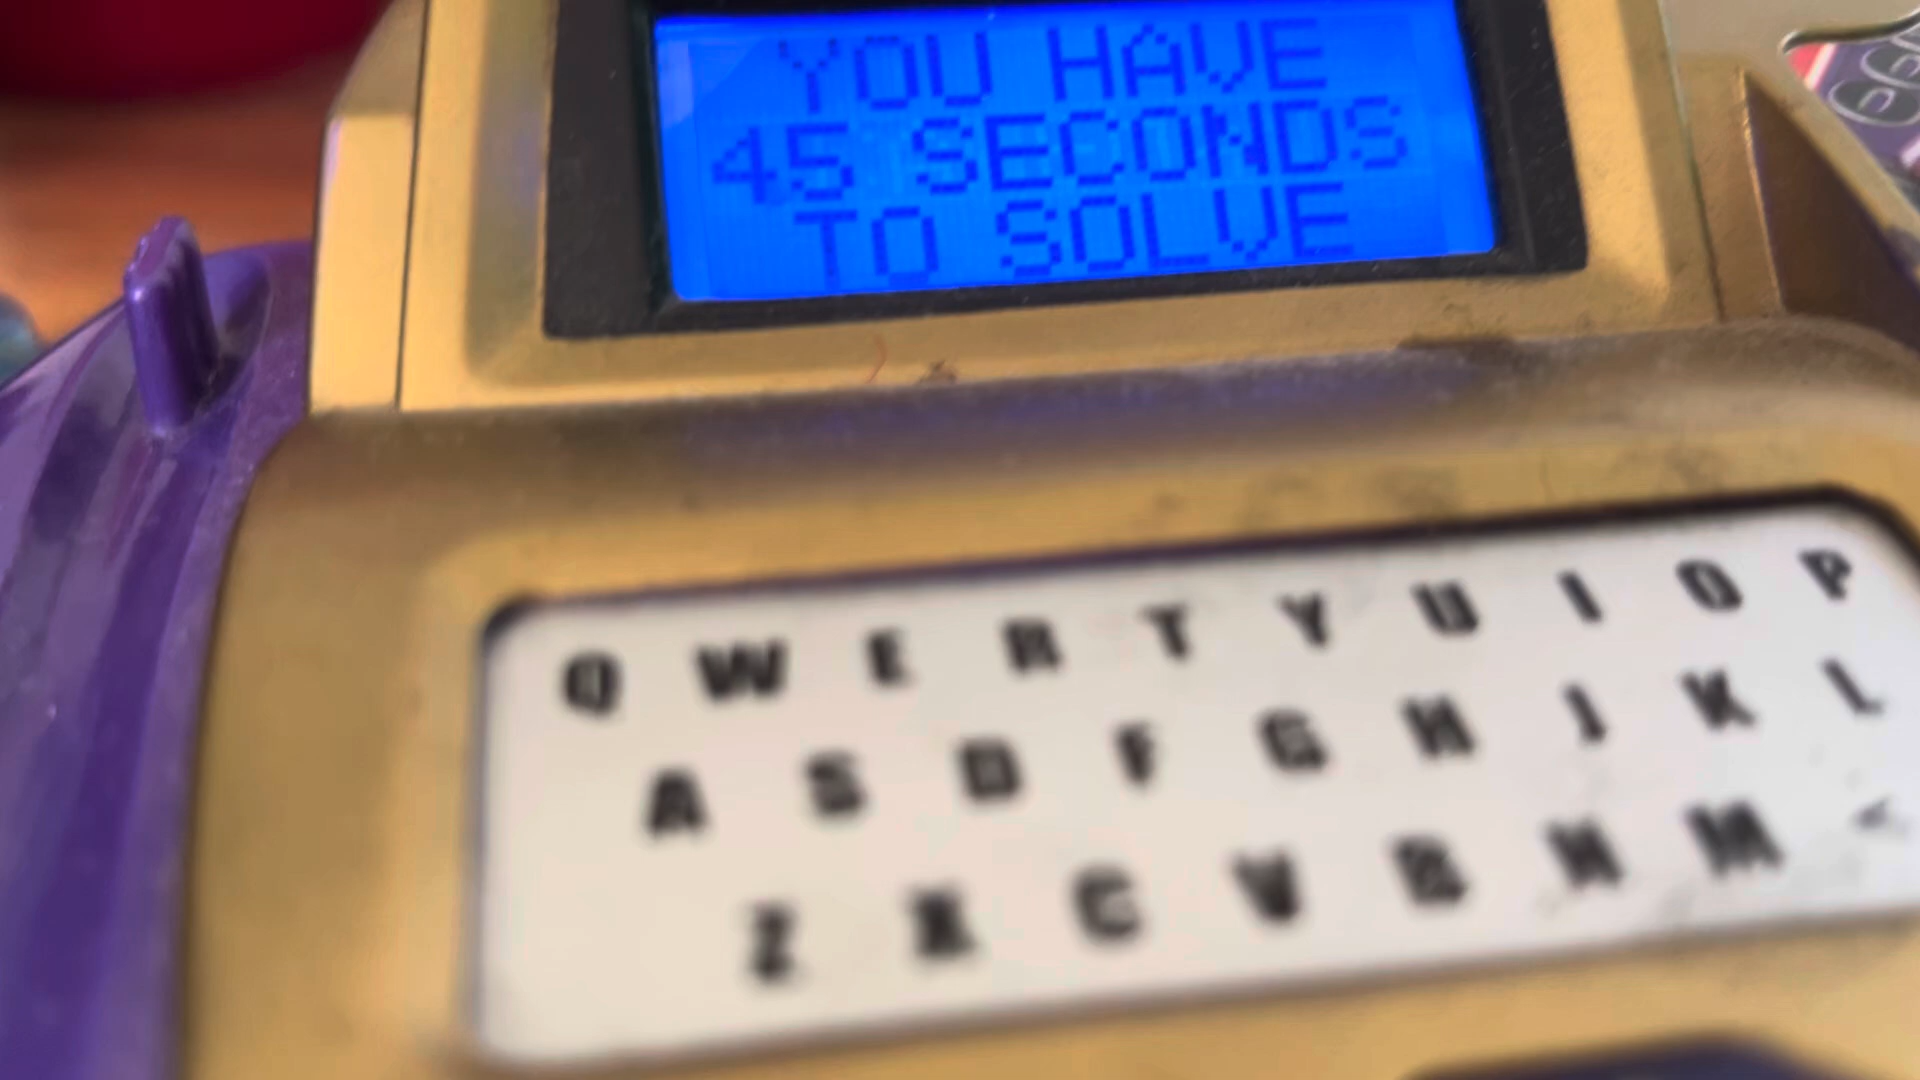 YOU HAVE
45 SECONDS
TO SOLVE
Q W E R T Y U I O P
A S D F G H J K L
Z X C V B N M